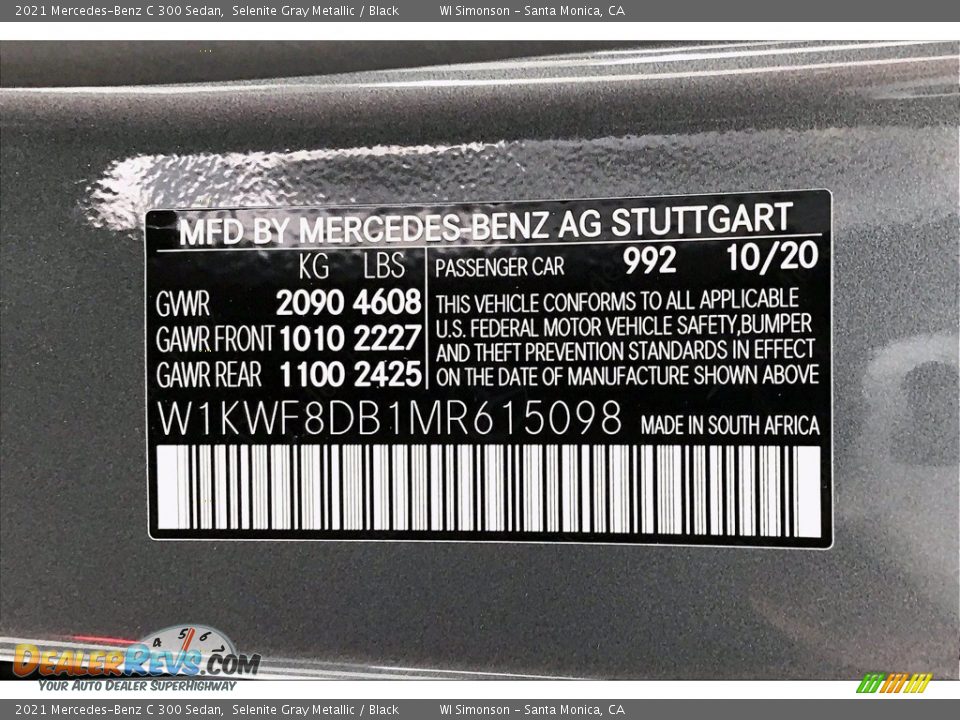 2021 Mercedes-Benz C 300 Sedan, Selenite Gray Metallic / Black WI Simonson - Santa Monica, CA
MFD BY MERCEDES-BENZ AG STUTTGART
KG LBS PASSENGER CAR 992 10/20
GVWR 2090 4608 THIS VEHICLE CONFORMS TO ALL APPLICABLE
GAWR FRONT 1010 2227 U.S. FEDERAL MOTOR VEHICLE SAFETY,BUMPER
AND THEFT PREVENTION STANDARDS IN EFFECT
GAWR REAR 1100 2425 ON THE DATE OF MANUFACTURE SHOWN ABOVE
W1KWF8DB1MR615098 MADE IN SOUTH AFRICA
4 5 6
DealerRevs.com
Your Auto Dealer SuperHighway
2021 Mercedes-Benz C 300 Sedan, Selenite Gray Metallic / Black WI Simonson - Santa Monica, CA